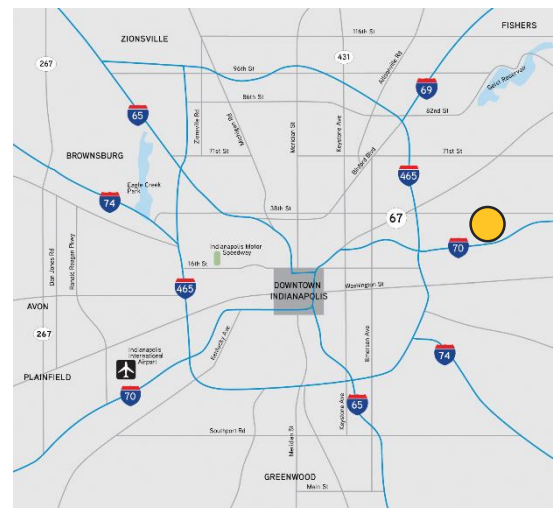 ZIONSVILLE
FISHERS
116th St
267
431
Allisonville Rd
96th St
Geist Reservoir
69
86th St
82nd St
65
Zionsville Rd
Michigan Rd
Meridian St
Keystone Ave
Binford Blvd
71st St
71st St
BROWNSBURG
465
Eagle Creek
Park
74
38th St
67
Indianapolis Motor
Speedway
70
16th St
Dan Jones Rd
Ronald Reagan Pkwy
465
DOWNTOWN
INDIANAPOLIS
Washington St
AVON
267
Kentucky Ave
Emerson Ave
74
Indianapolis
International
Airport
PLAINFIELD
70
65
Keystone Ave
Southport Rd
Meridian St
GREENWOOD
Main St